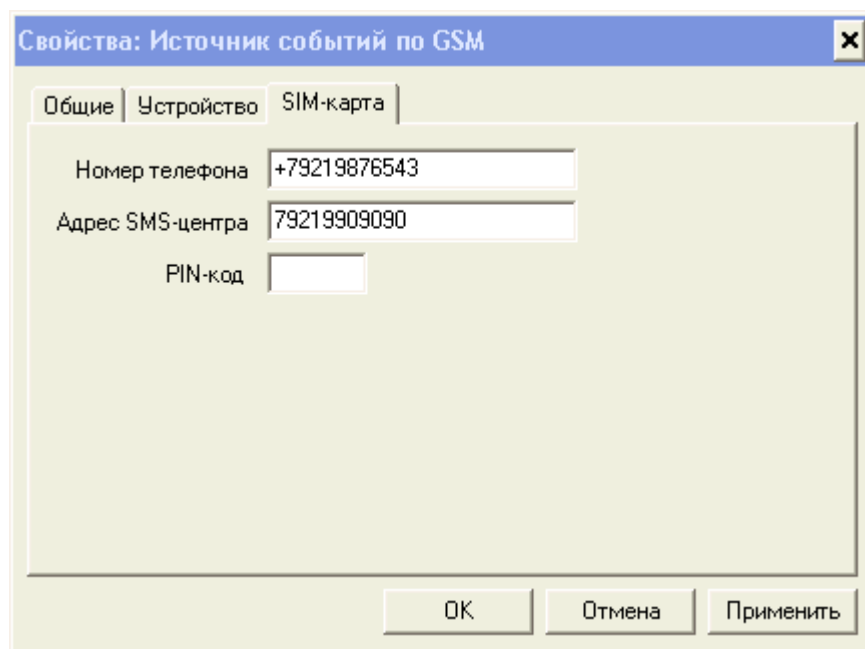 Свойства: Источник событий по GSM
Общие Устройство SIM-карта
Номер телефона +79219876543
Адрес SMS-центра 79219909090
PIN-код
OK Отмена Применить